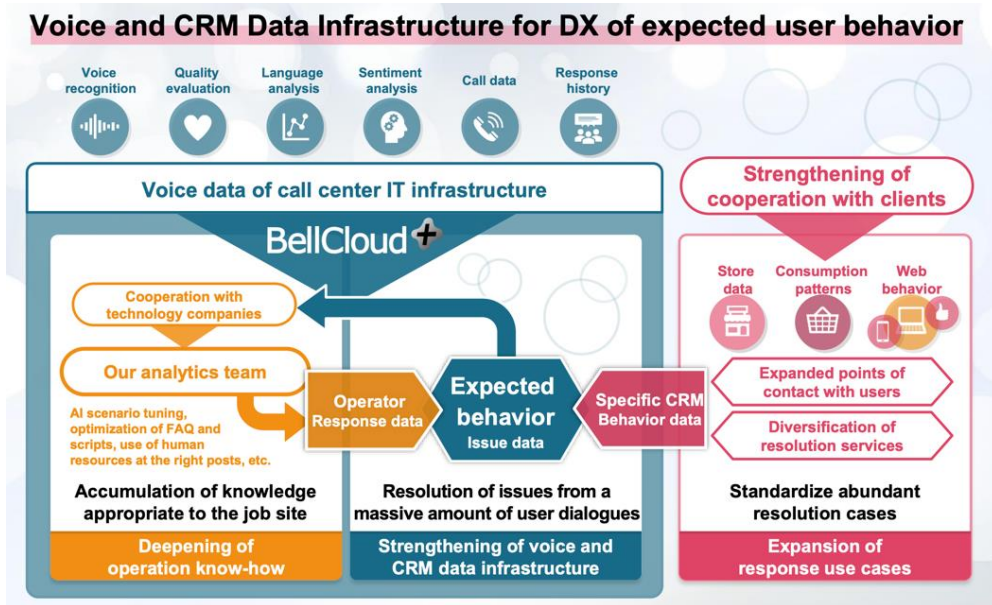 Voice and CRM Data Infrastructure for DX of expected user behavior
Voice
recognition
Quality
evaluation
Language
analysis
Sentiment
analysis
Call data
Response
history
Voice data of call center IT infrastructure
BellCloud+
Cooperation with
technology companies
Our analytics team
AI scenario tuning,
optimization of FAQ and
scripts, use of human
resources at the right posts, etc.
Operator
Response data
Expected
behavior
Issue data
Specific CRM
Behavior data
Accumulation of knowledge
appropriate to the job site
Deepening of
operation know-how
Resolution of issues from a
massive amount of user dialogues
Strengthening of voice and
CRM data infrastructure
Strengthening of
cooperation with clients
Store
data
Consumption
patterns
Web
behavior
Expanded points of
contact with users
Diversification of
resolution services
Standardize abundant
resolution cases
Expansion of
response use cases